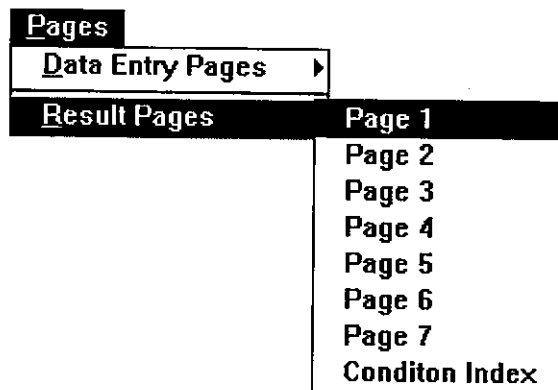 Pages
Data Entry Pages
Result Pages
Page 1
Page 2
Page 3
Page 4
Page 5
Page 6
Page 7
Conditon Index